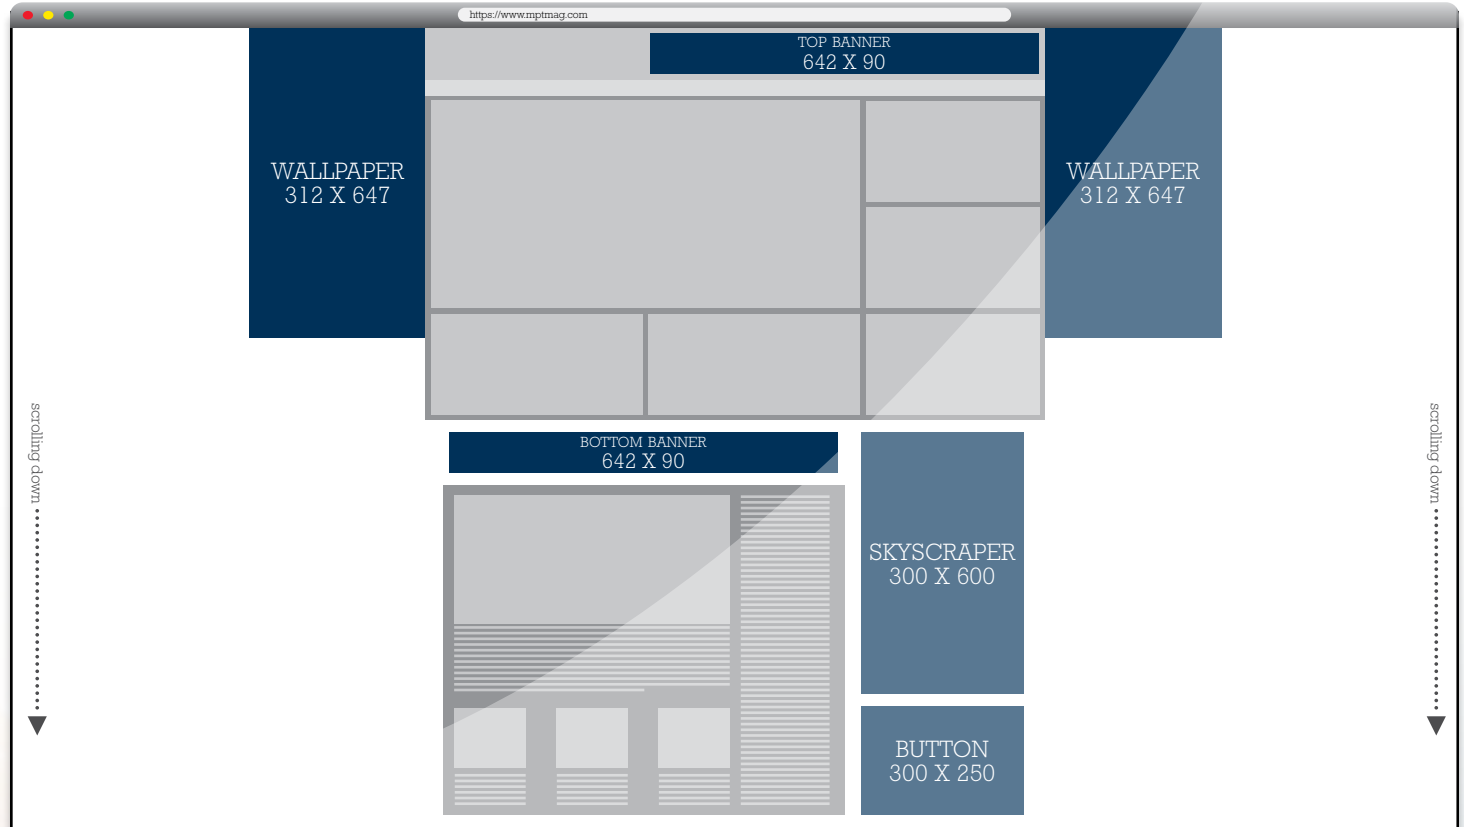 https://www.mptmag.com
TOP BANNER
642 X 90
WALLPAPER
312 X 647
WALLPAPER
312 X 647
scrolling down
scrolling down
BOTTOM BANNER
642 X 90
SKYSCRAPER
300 X 600
BUTTON
300 X 250